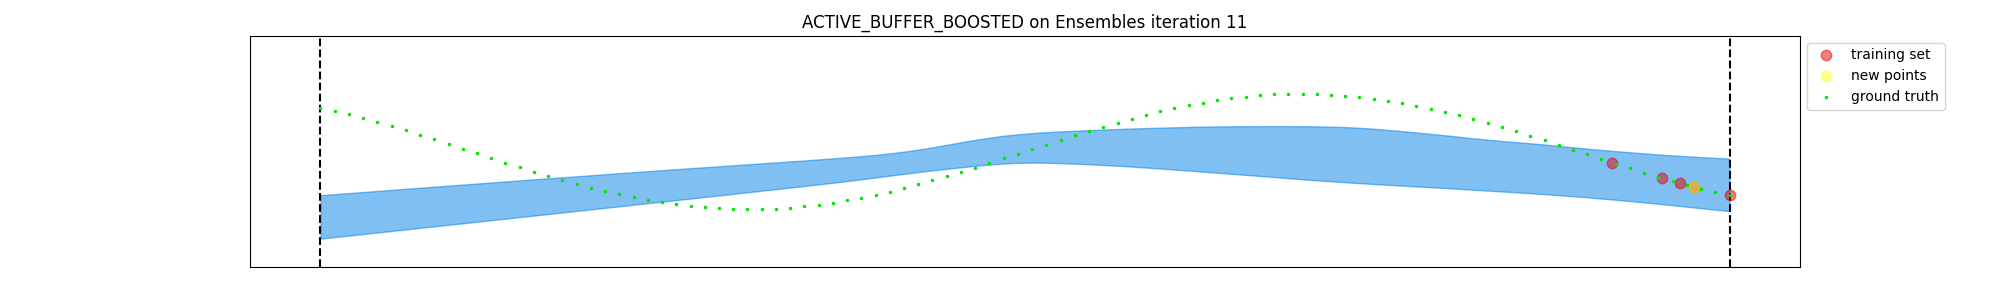 ACTIVE_BUFFER_BOOSTED on Ensembles iteration 11
training set
new points
ground truth